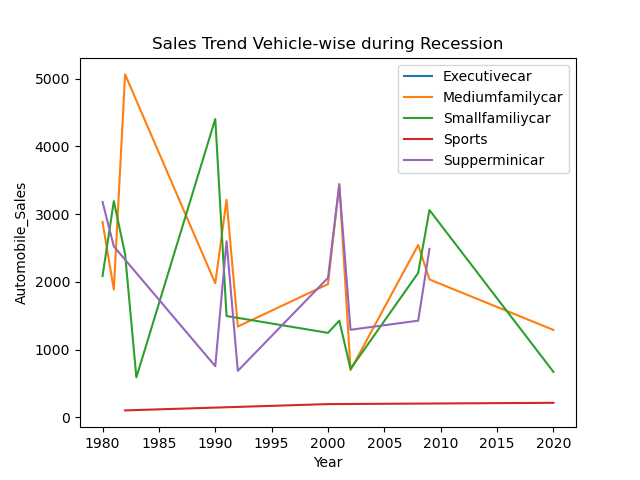 Sales Trend Vehicle-wise during Recession
Executivecar
Mediumfamilycar
Smallfamiliycar
Sports
Supperminicar
5000
4000
3000
2000
1000
0
Automobile_Sales
1980 1985 1990 1995 2000 2005 2010 2015 2020
Year